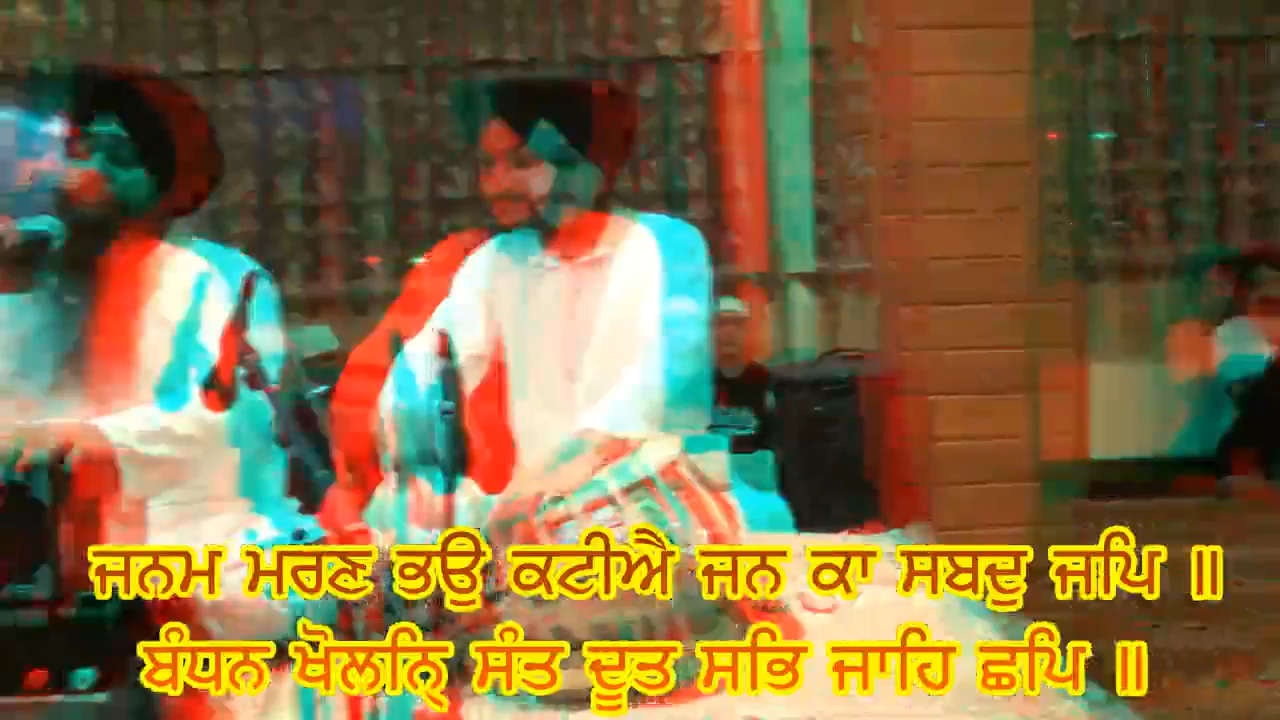 ਜਨਮ ਮਰਣ ਭਉ ਕਟੀਐ ਜਨ ਕਾ ਸਬਦੁ ਜਪਿ ॥
ਬੰਧਨ ਖੋਲਨਿ੍ ਸੰਤ ਦੂਤ ਸਭਿ ਜਾਹਿ ਛਪਿ ॥